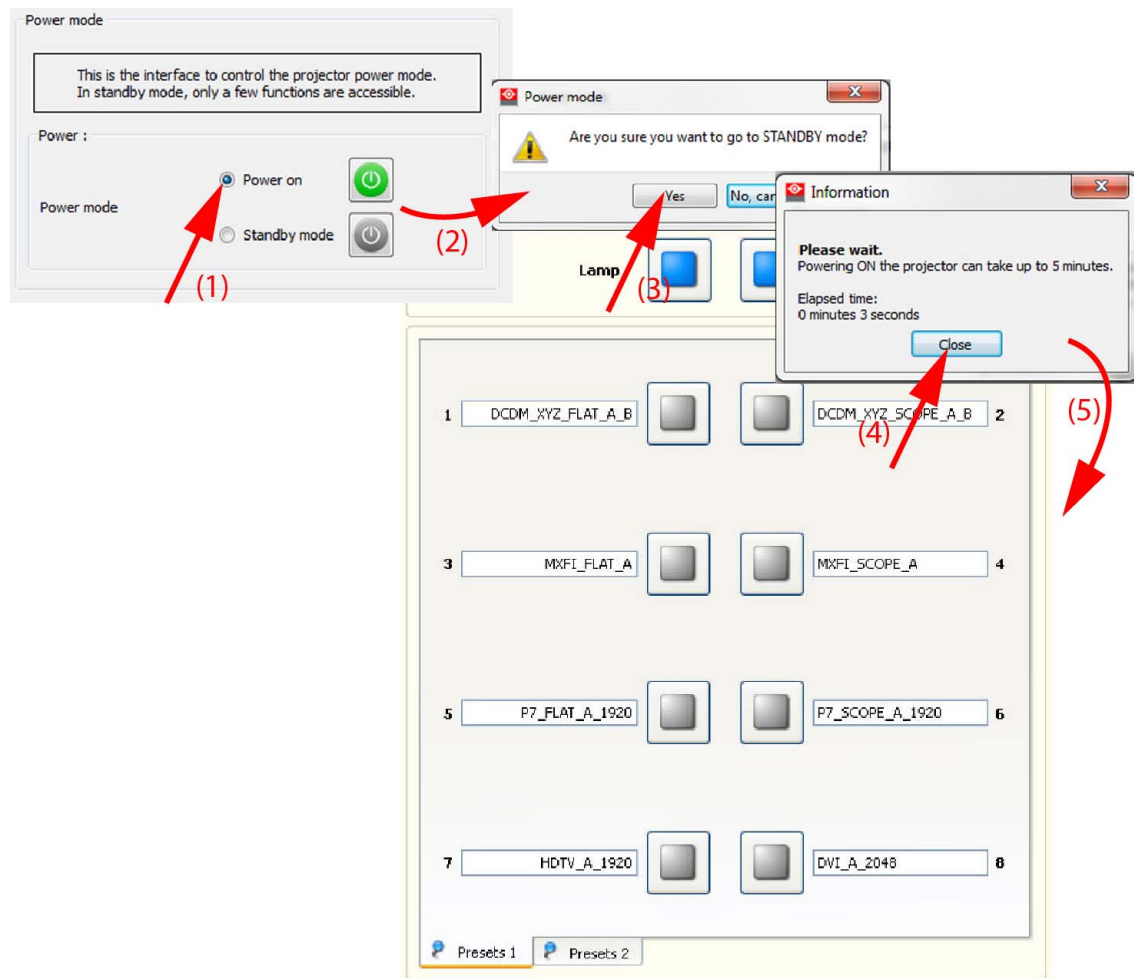 Power mode
This is the interface to control the projector power mode.
In standby mode, only a few functions are accessible.
Power :
Power mode
Power on
Standby mode
(1)
(2)
Power mode
Are you sure you want to go to STANDBY mode?
Yes
No,
(3)
Lamp
Information
Please wait.
Powering ON the projector can take up to 5 minutes.
Elapsed time:
0 minutes 3 seconds
Close
(4)
(5)
1 DCDM_XYZ_FLAT_A_B
DCDM_XYZ_SCOPE_A_B 2
3 MXFI_FLAT_A
MXFI_SCOPE_A 4
5 P7_FLAT_A_1920
P7_SCOPE_A_1920 6
7 HDTV_A_1920
DVI_A_2048 8
Presets 1
Presets 2